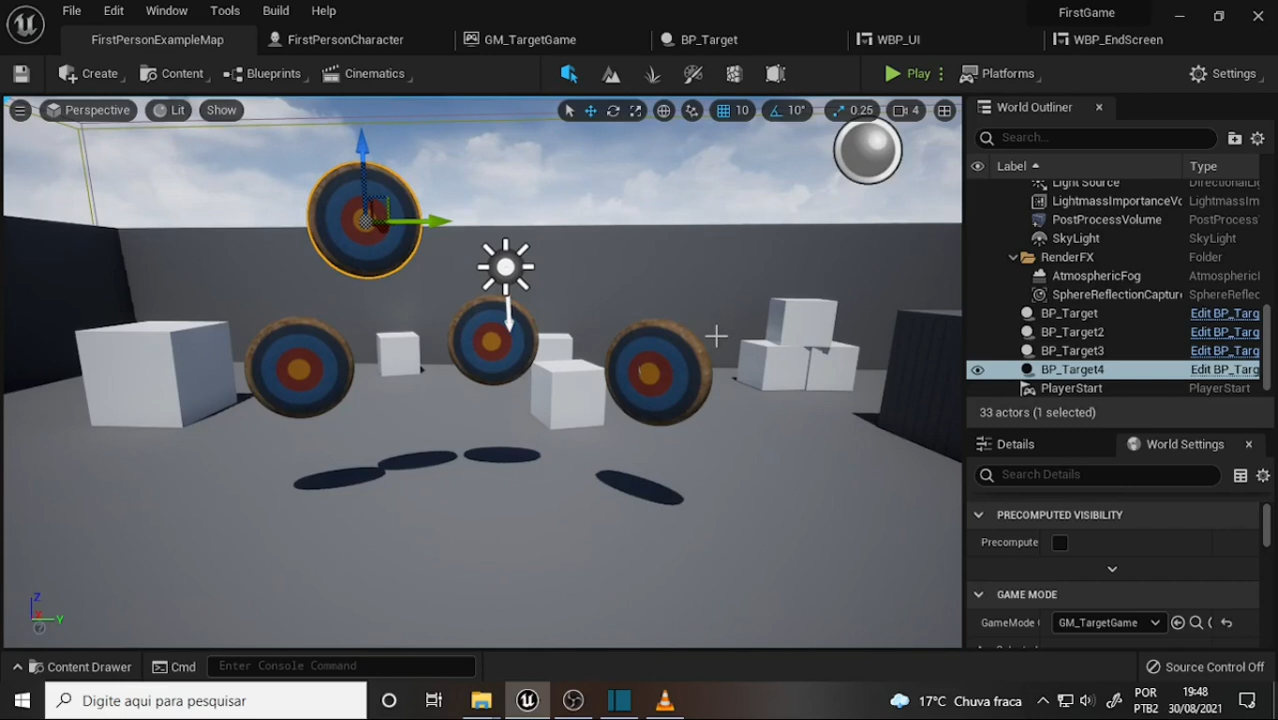 File Edit Window Tools Build Help FirstGame
FirstPersonExampleMap FirstPersonCharacter GM_TargetGame BP_Target WBP_UI WBP_EndScreen
Create Content Blueprints Cinematics Play Platforms Settings
Perspective Lit Show 10 10° 0.25 4
World Outliner
Search...
Label Type
Light Source DirectionalLi
LightmassImportanceVo LightmassIm
PostProcessVolume PostProcess
SkyLight SkyLight
RenderFX Folder
AtmosphericFog Atmospheric
SphereReflectionCapture SphereReflec
BP_Target Edit BP_Targ
BP_Target2 Edit BP_Targ
BP_Target3 Edit BP_Targ
BP_Target4 Edit BP_Targ
PlayerStart PlayerStart
33 actors (1 selected)
Details World Settings
Search Details
PRECOMPUTED VISIBILITY
Precompute
GAME MODE
GameMode GM_TargetGame
Z
X Y
Content Drawer Cmd Enter Console Command Source Control Off
Digite aqui para pesquisar 17°C Chuva fraca POR 19:48
PTB2 30/08/2021